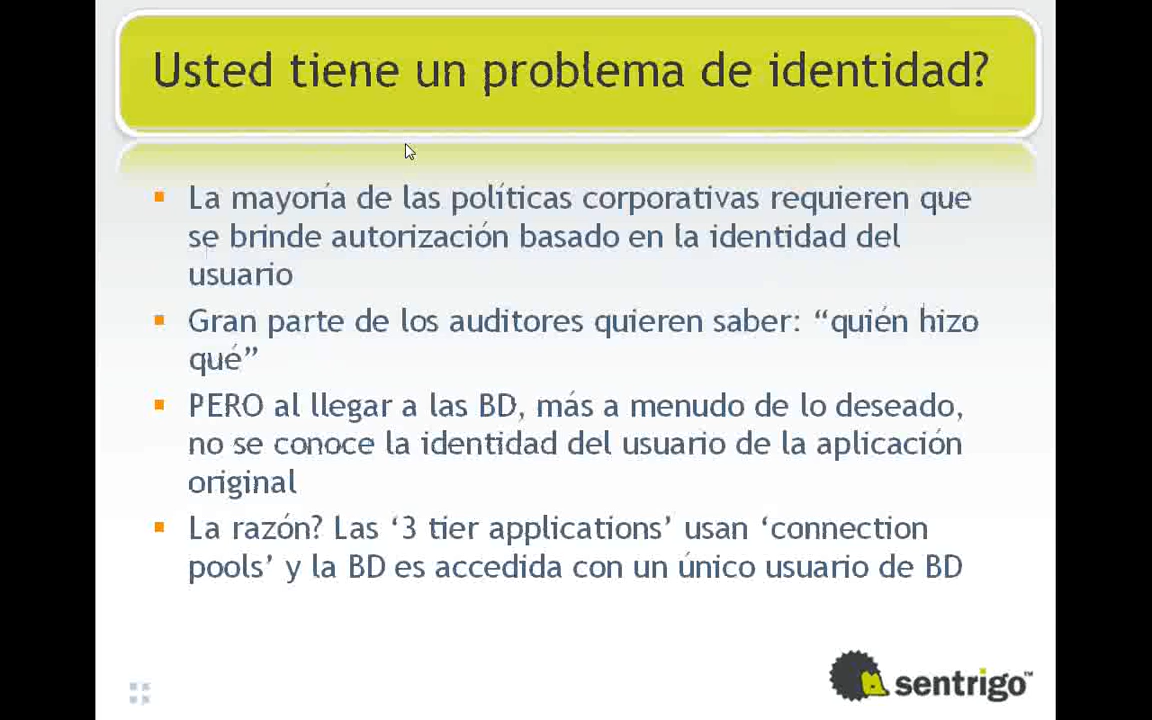 Usted tiene un problema de identidad?
La mayoría de las políticas corporativas requieren que
se brinde autorización basado en la identidad del
usuario
Gran parte de los auditores quieren saber: “quién hizo
qué”
PERO al llegar a las BD, más a menudo de lo deseado,
no se conoce la identidad del usuario de la aplicación
original
La razón? Las ‘3 tier applications’ usan ‘connection
pools’ y la BD es accedida con un único usuario de BD
sentrigo™